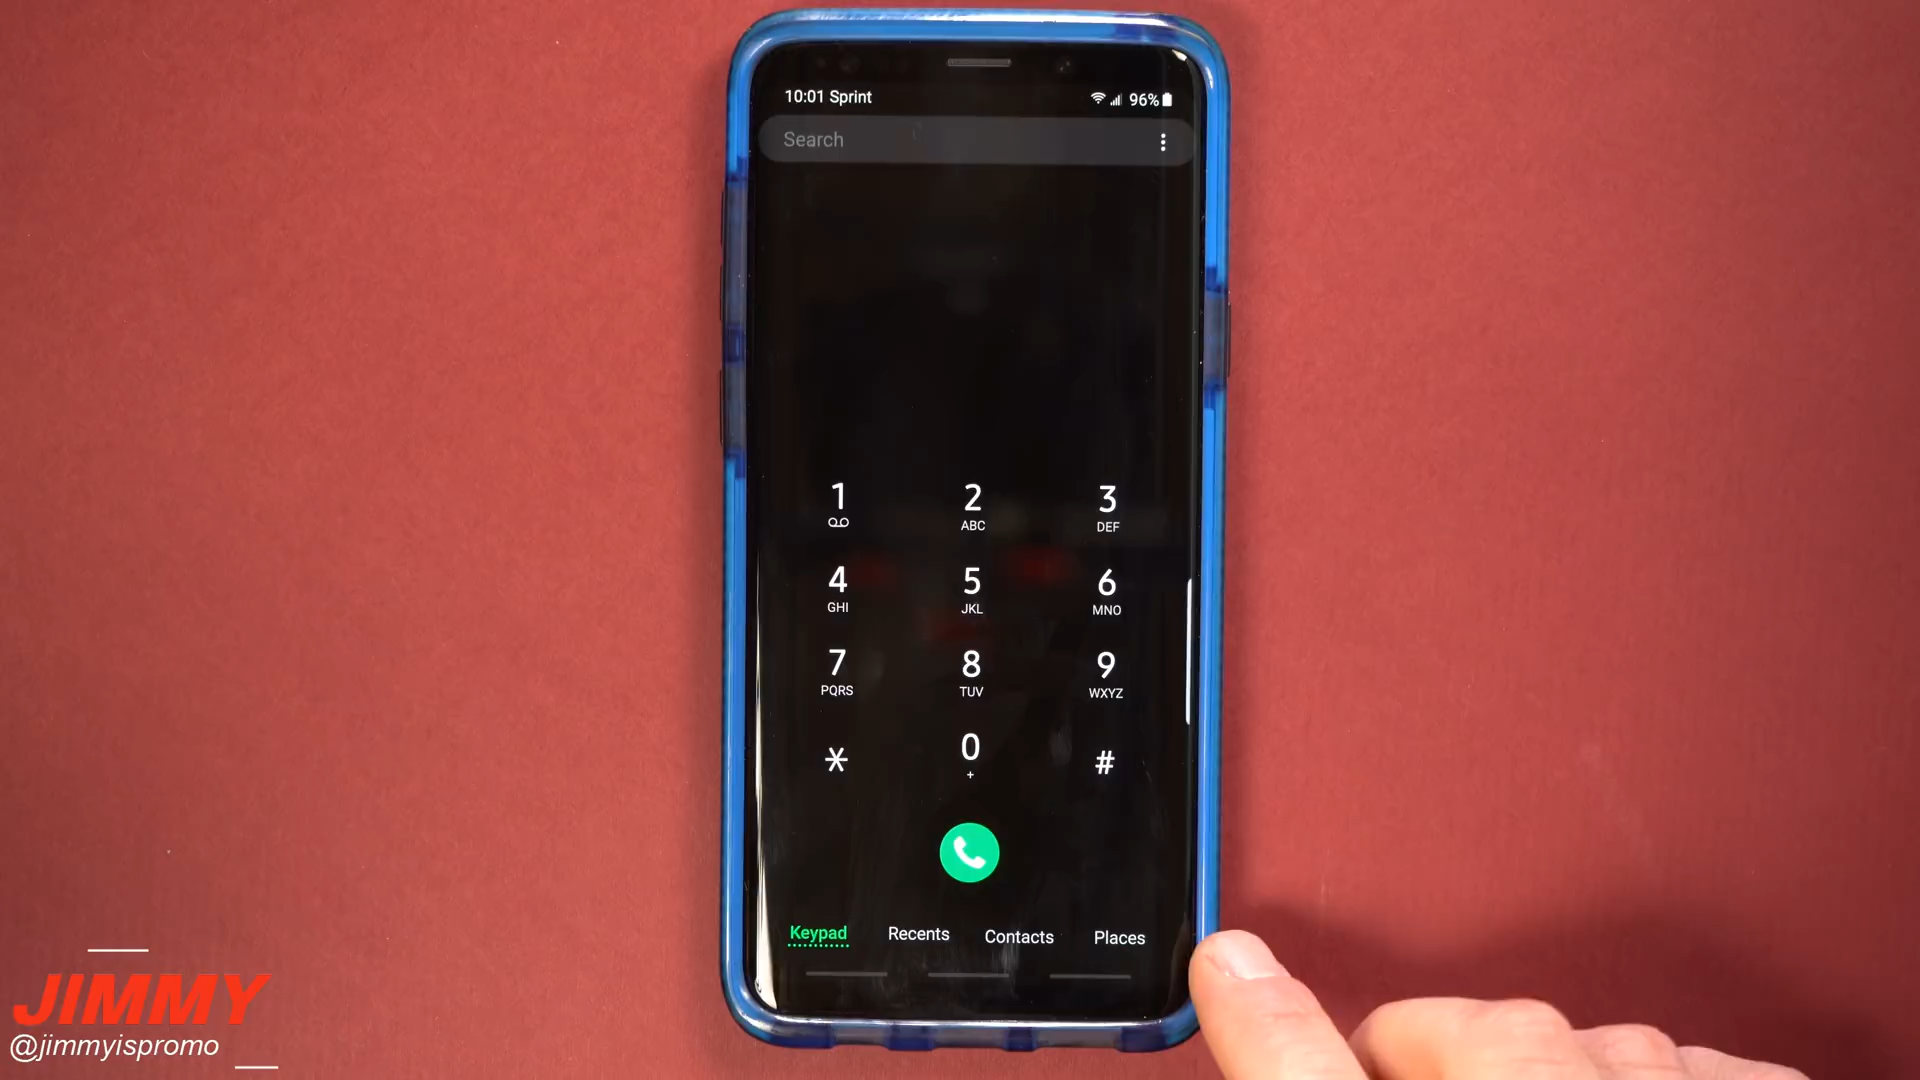 10:01 Sprint 96%
Search
1 2 3
ABC DEF
4 5 6
GHI JKL MNO
7 8 9
PQRS TUV WXYZ
* 0 #
+
Keypad Recents Contacts Places
JIMMY
@jimmyispromo